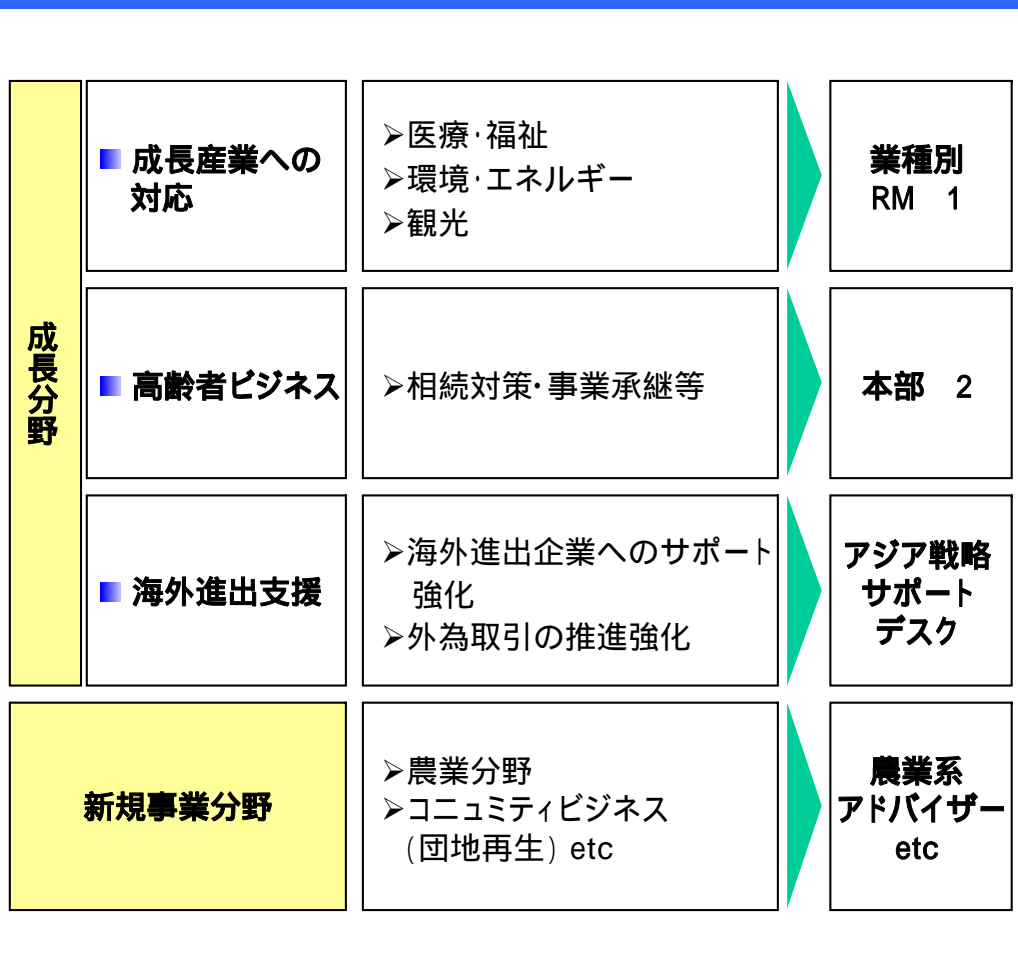 成長分野
成長産業への
対応
➢医療・福祉
➢環境・エネルギー
➢観光
業種別
RM 1
高齢者ビジネス
➢相続対策・事業承継等
本部 2
海外進出支援
➢海外進出企業へのサポート
強化
➢外為取引の推進強化
アジア戦略
サポート
デスク
新規事業分野
➢農業分野
➢コニュミティビジネス
(団地再生) etc
農業系
アドバイザー
etc